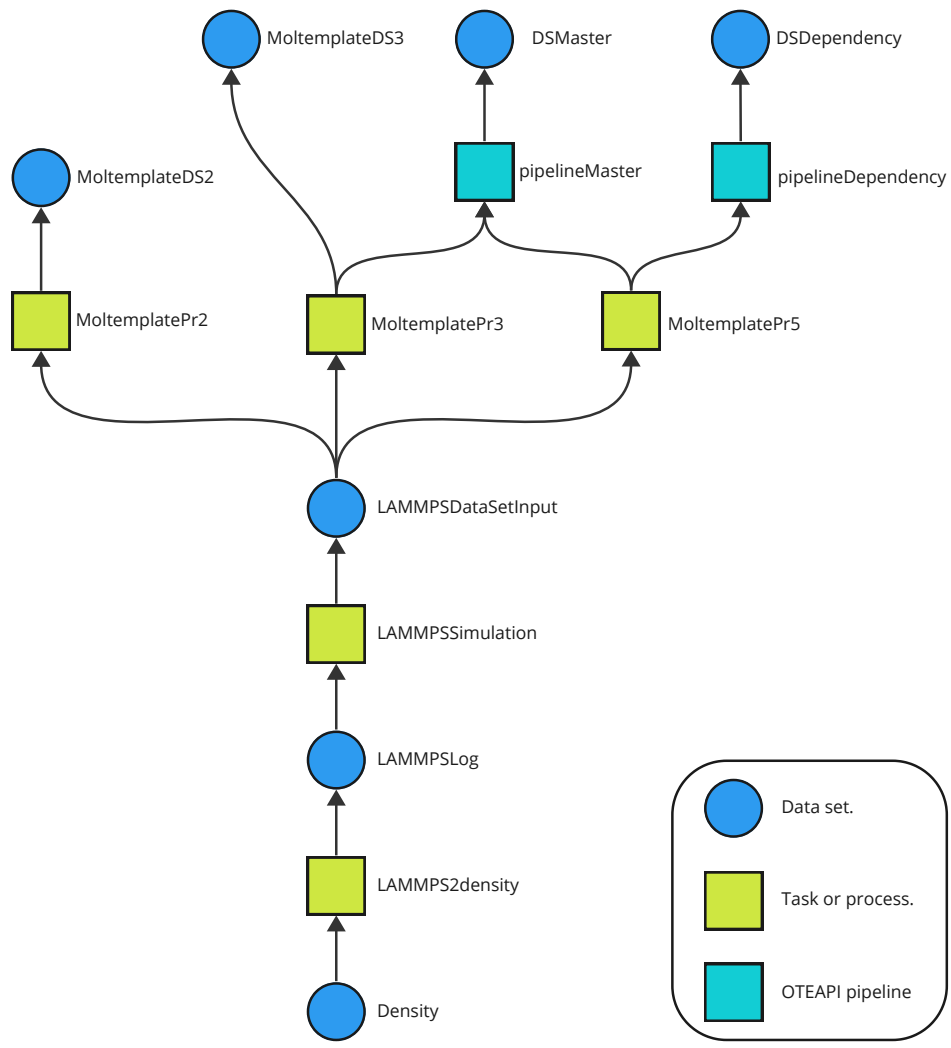 MoltemplateDS3
DSMaster
DSDependency
MoltemplateDS2
pipelineMaster
pipelineDependency
MoltemplatePr2
MoltemplatePr3
MoltemplatePr5
LAMMPSDataSetInput
LAMMPSSimulation
LAMMPSLog
LAMMPS2density
Density
Data set.
Task or process.
OTEAPI pipeline